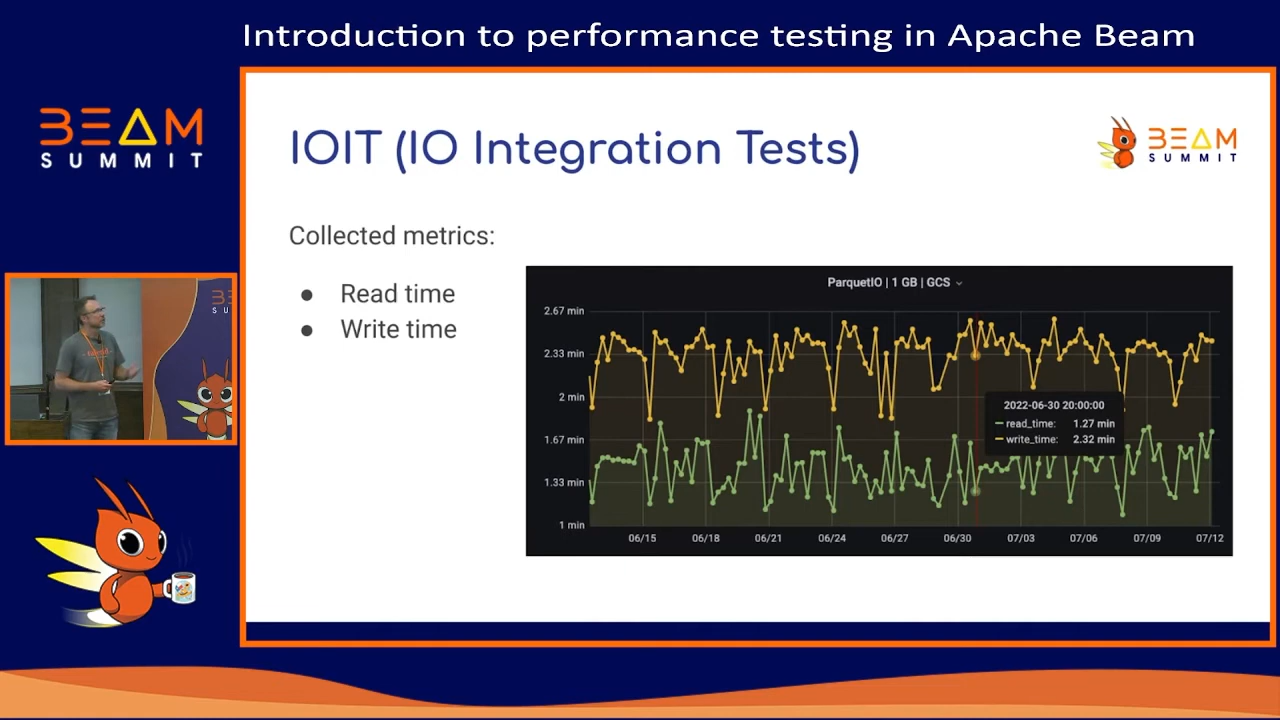 Introduction to performance testing in Apache Beam
BEAM
SUMMIT
IOIT (IO Integration Tests)
BEAM
SUMMIT
Collected metrics:
● Read time
● Write time
ParquetIO | 1 GB | GCS
2.67 min
2.33 min
2 min
1.67 min
1.33 min
1 min
2022-06-30 20:00:00
read_time: 1.27 min
write_time: 2.32 min
06/15 06/18 06/21 06/24 06/27 06/30 07/03 07/06 07/09 07/12